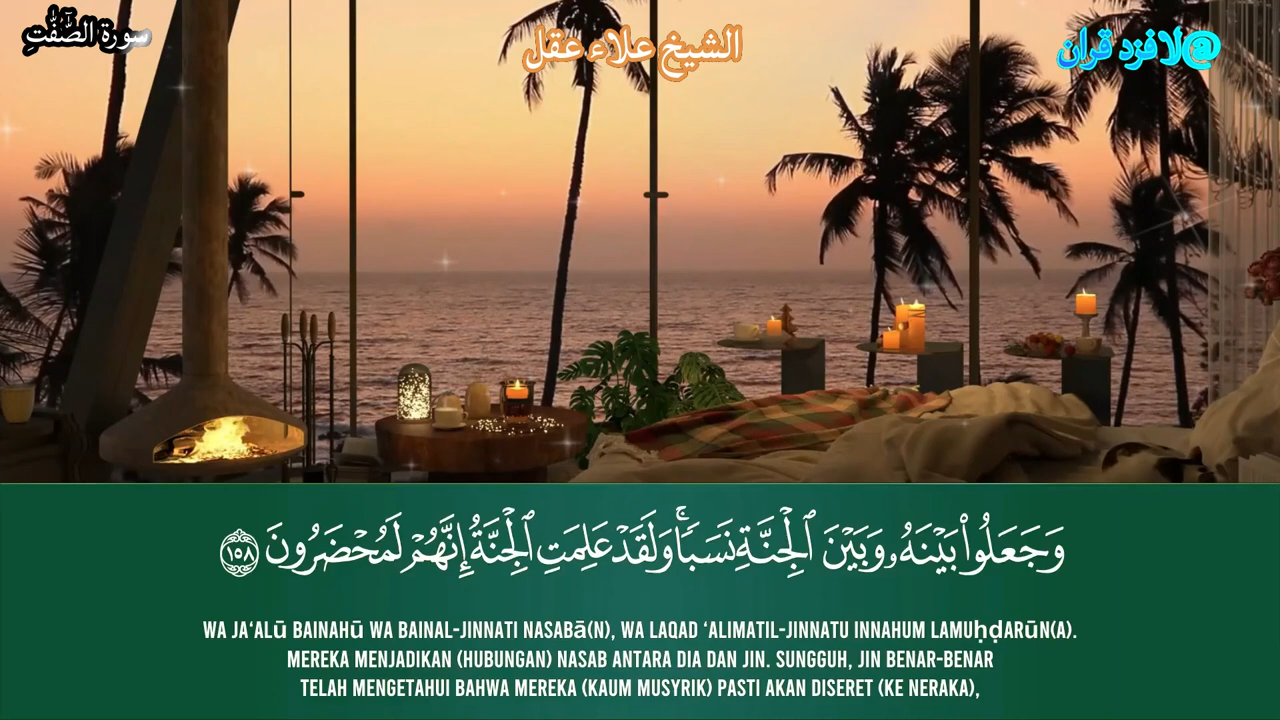 سورة الصّٰۤفّٰتِ
الشيخ علاء عقل
@لافزد قران
وَجَعَلُوا۟ بَيْنَهُۥ وَبَيْنَ ٱلْجِنَّةِ نَسَبًۭا ۚ وَلَقَدْ عَلِمَتِ ٱلْجِنَّةُ إِنَّهُمْ لَمُحْضَرُونَ ١٥٨
WA JA‘ALū BAINAHū WA BAINAL-JINNATI NASABā(N), WA LAQAD ‘ALIMATIL-JINNATU INNAHUM LAMUḥḍARūN(A).
MEREKA MENJADIKAN (HUBUNGAN) NASAB ANTARA DIA DAN JIN. SUNGGUH, JIN BENAR-BENAR
TELAH MENGETAHUI BAHWA MEREKA (KAUM MUSYRIK) PASTI AKAN DISERET (KE NERAKA),